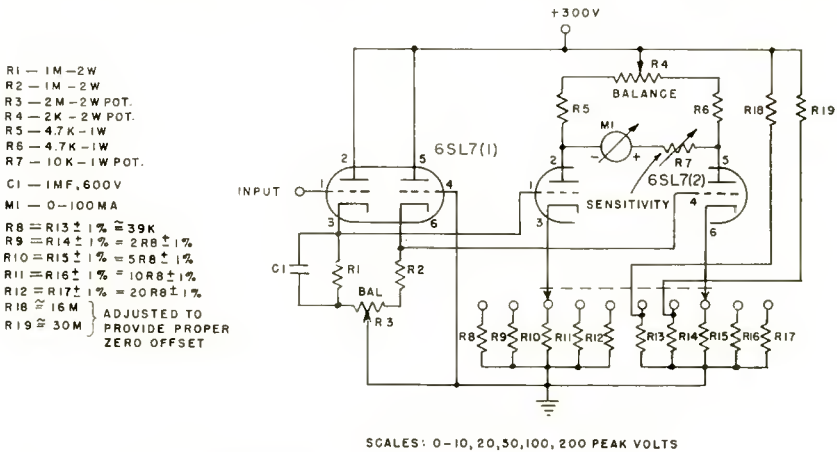 +300V
R1 — 1M — 2W
R2 — 1M — 2W
R3 — 2M — 2W POT.
R4 — 2K — 2W POT.
R5 — 4.7K — 1W
R6 — 4.7K — 1W
R7 — 10K — 1W POT.
C1 — 1MF, 600V
M1 — 0-100MA
R8 = R13 ± 1% ≅ 39K
R9 = R14 ± 1% = 2R8 ± 1%
R10 = R15 ± 1% = 5R8 ± 1%
R11 = R16 ± 1% = 10R8 ± 1%
R12 = R17 ± 1% = 20R8 ± 1%
R18 ≅ 16M
R19 ≅ 30M
ADJUSTED TO
PROVIDE PROPER
ZERO OFFSET
R4
BALANCE
R5
R6
R18
R19
M1
- +
R7
SENSITIVITY
6SL7(1)
2 5
INPUT
1 4
3 6
6SL7(2)
2 5
1 4
3 6
C1
R1
R2
BAL
R3
R8 R9 R10 R11 R12 R13 R14 R15 R16 R17
SCALES: 0-10, 20, 50, 100, 200 PEAK VOLTS